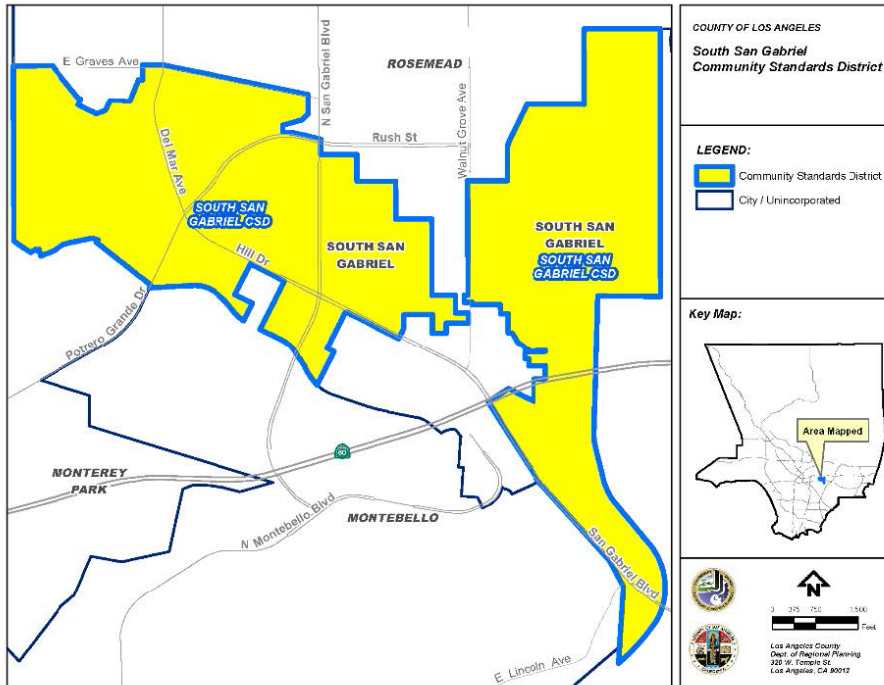 E Graves Ave
N San Gabriel Blvd
ROSEMEAD
Walnut Grove Ave
Rush St
Del Mar Ave
SOUTH SAN
GABRIEL CSD
Hill Dr
SOUTH SAN
GABRIEL
SOUTH SAN
GABRIEL
SOUTH SAN
GABRIEL CSD
Potrero Grande Dr
60
MONTEREY
PARK
N Montebello Blvd
MONTEBELLO
San Gabriel Blvd
E Lincoln Ave
COUNTY OF LOS ANGELES
South San Gabriel
Community Standards District
LEGEND:
Community Standards District
City / Unincorporated
Key Map:
Area Mapped
N
0 375 750 1,500
Feet
Los Angeles County
Dept. of Regional Planning
320 W. Temple St.
Los Angeles, CA 90012